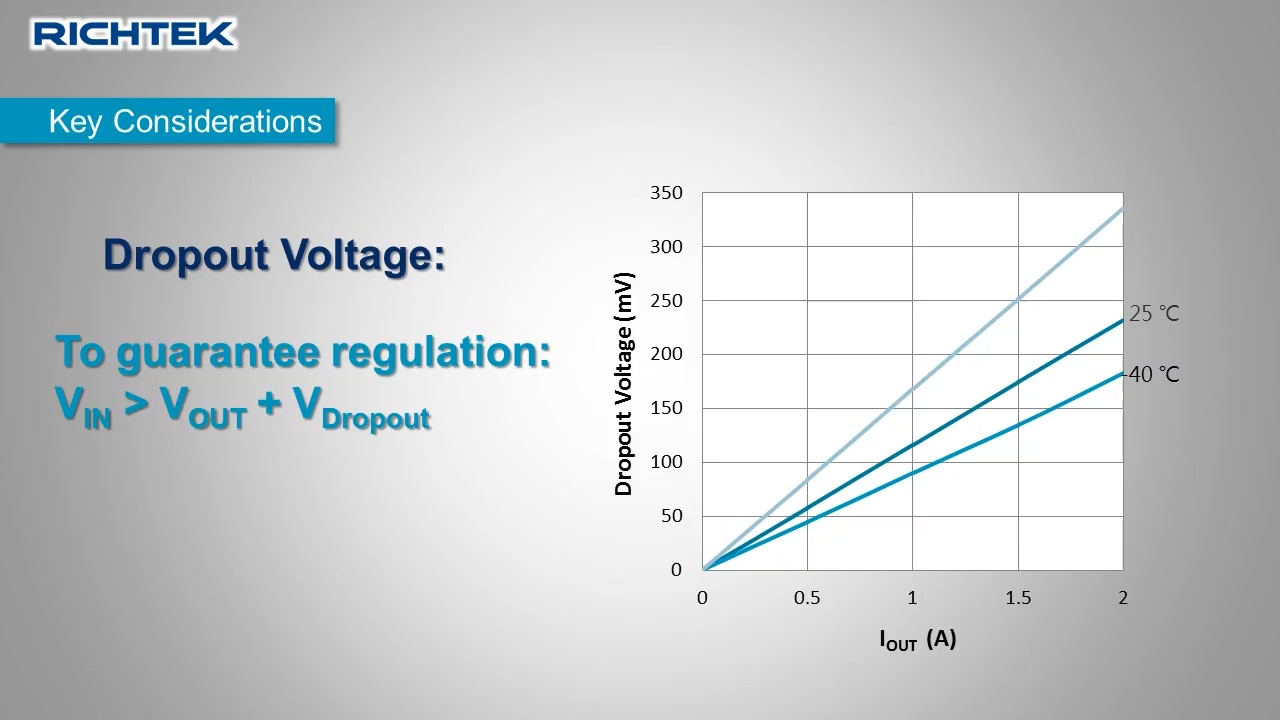 RICHTEK
Key Considerations
Dropout Voltage:
To guarantee regulation:
VIN > VOUT + VDropout
Dropout Voltage (mV)
350
300
250
200
150
100
50
0
0 0.5 1 1.5 2
IOUT (A)
25 ℃
-40 ℃